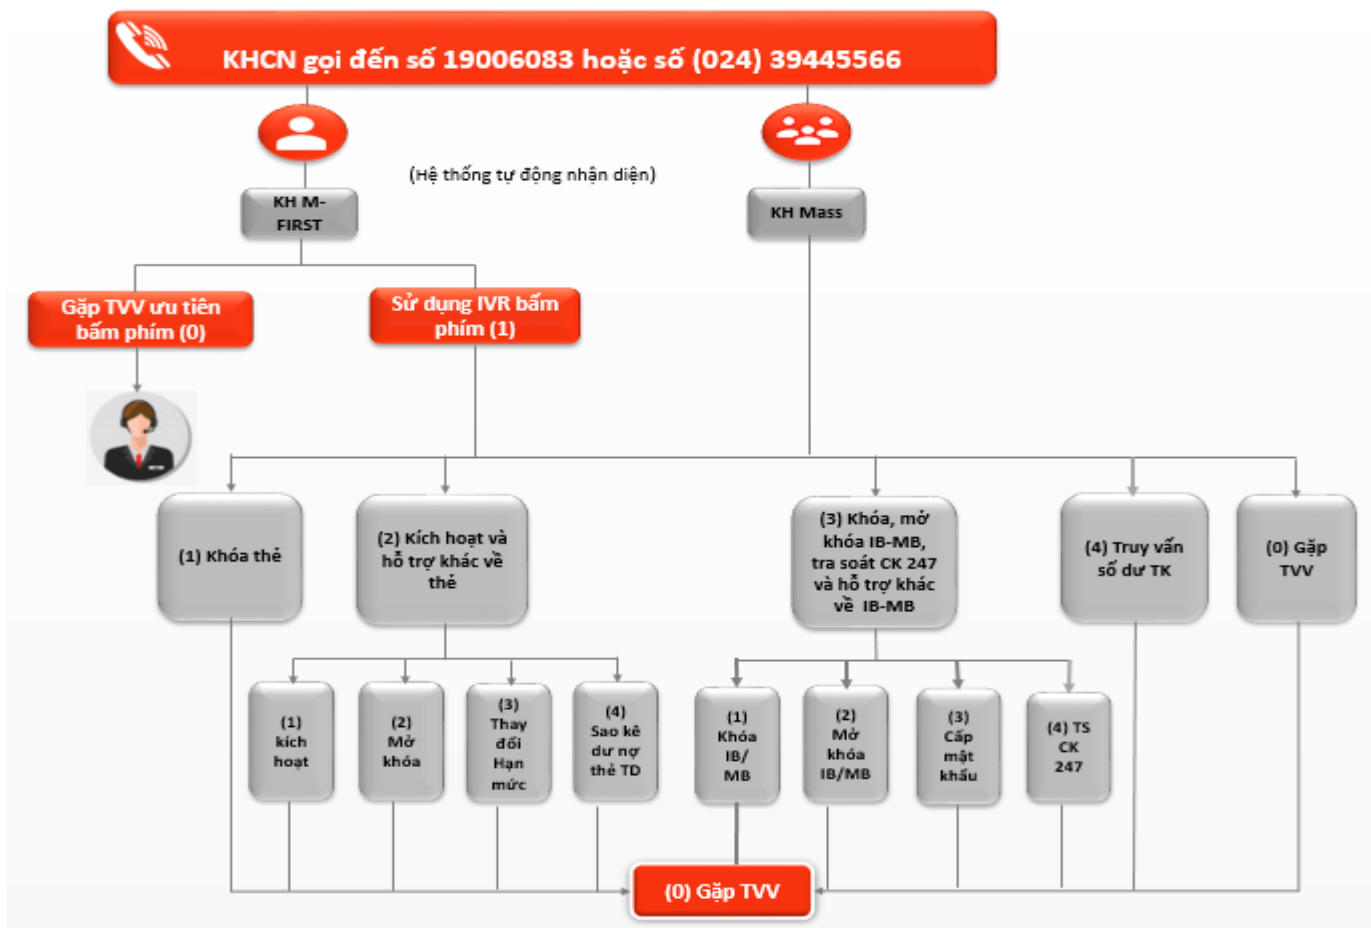 KHCN gọi đến số 19006083 hoặc số (024) 39445566
(Hệ thống tự động nhận diện)
KH M-
FIRST
KH Mass
Gặp TVV ưu tiên
bấm phím (0)
Sử dụng IVR bấm
phím (1)
(1) Khóa thẻ
(2) Kích hoạt và
hỗ trợ khác về
thẻ
(3) Khóa, mở
khóa IB-MB,
tra soát CK 247
và hỗ trợ khác
về IB-MB
(4) Truy vấn
số dư TK
(0) Gặp
TVV
(1)
kích
hoạt
(2)
Mở
khóa
(3)
Thay
đổi
Hạn
mức
(4)
Sao kê
dư nợ
thẻ TD
(1)
Khóa
IB/
MB
(2)
Mở
khóa
IB/MB
(3)
Cấp
mật
khẩu
(4) TS
CK
247
(0) Gặp TVV